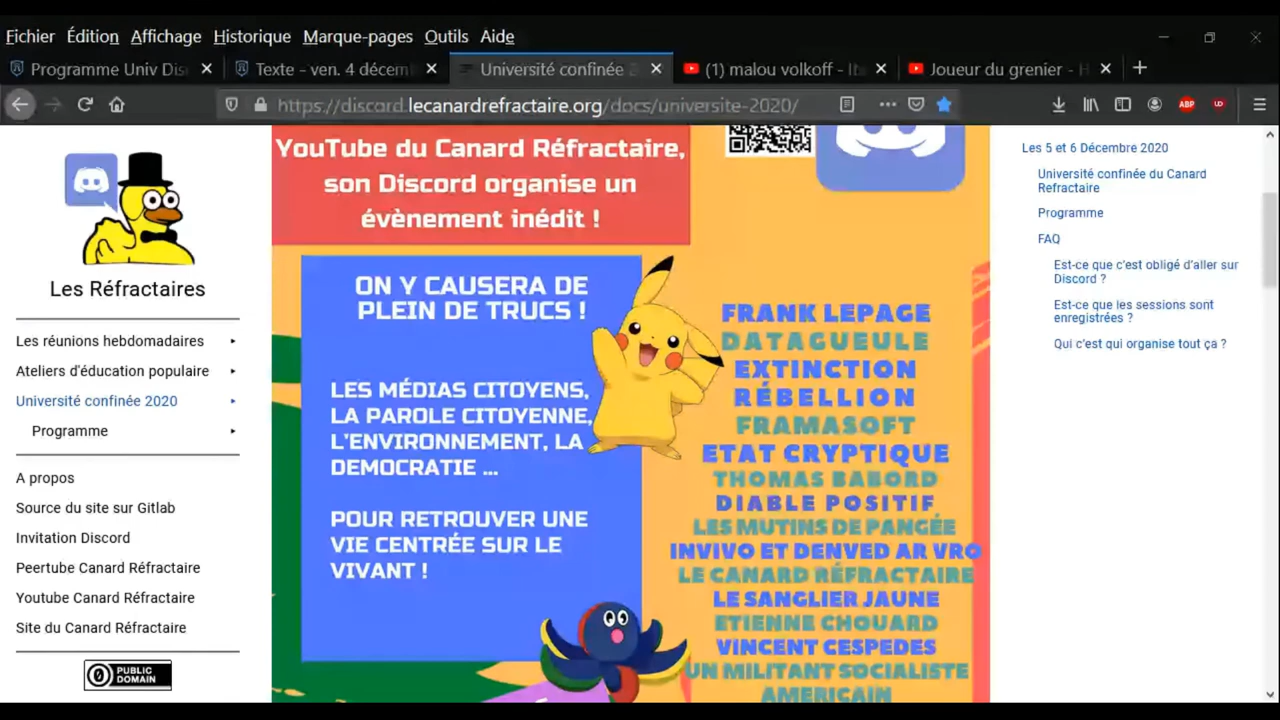 Fichier Édition Affichage Historique Marque-pages Outils Aide
Programme Univ Dis
Texte - ven. 4 décem
Université confinée 2
(1) malou volkoff - Ita
Joueur du grenier - H
https://discord.lecanardrefractaire.org/docs/universite-2020/
ABP
Les Réfractaires
Les réunions hebdomadaires
Ateliers d'éducation populaire
Université confinée 2020
Programme
A propos
Source du site sur Gitlab
Invitation Discord
Peertube Canard Réfractaire
Youtube Canard Réfractaire
Site du Canard Réfractaire
PUBLIC
DOMAIN
YouTube du Canard Réfractaire,
son Discord organise un
évènement inédit !
ON Y CAUSERA DE
PLEIN DE TRUCS !
LES MÉDIAS CITOYENS,
LA PAROLE CITOYENNE,
L'ENVIRONNEMENT, LA
DEMOCRATIE ...
POUR RETROUVER UNE
VIE CENTRÉE SUR LE
VIVANT !
FRANK LEPAGE
DATAGUEULE
EXTINCTION
RÉBELLION
FRAMASOFT
ETAT CRYPTIQUE
THOMAS BABORD
DIABLE POSITIF
LES MUTINS DE PANGÉE
INVIVO ET DENVED AR VRO
LE CANARD RÉFRACTAIRE
LE SANGLIER JAUNE
ETIENNE CHOUARD
VINCENT CESPEDES
UN MILITANT SOCIALISTE
AMERICAIN
Les 5 et 6 Décembre 2020
Université confinée du Canard
Refractaire
Programme
FAQ
Est-ce que c'est obligé d'aller sur
Discord ?
Est-ce que les sessions sont
enregistrées ?
Qui c'est qui organise tout ça ?